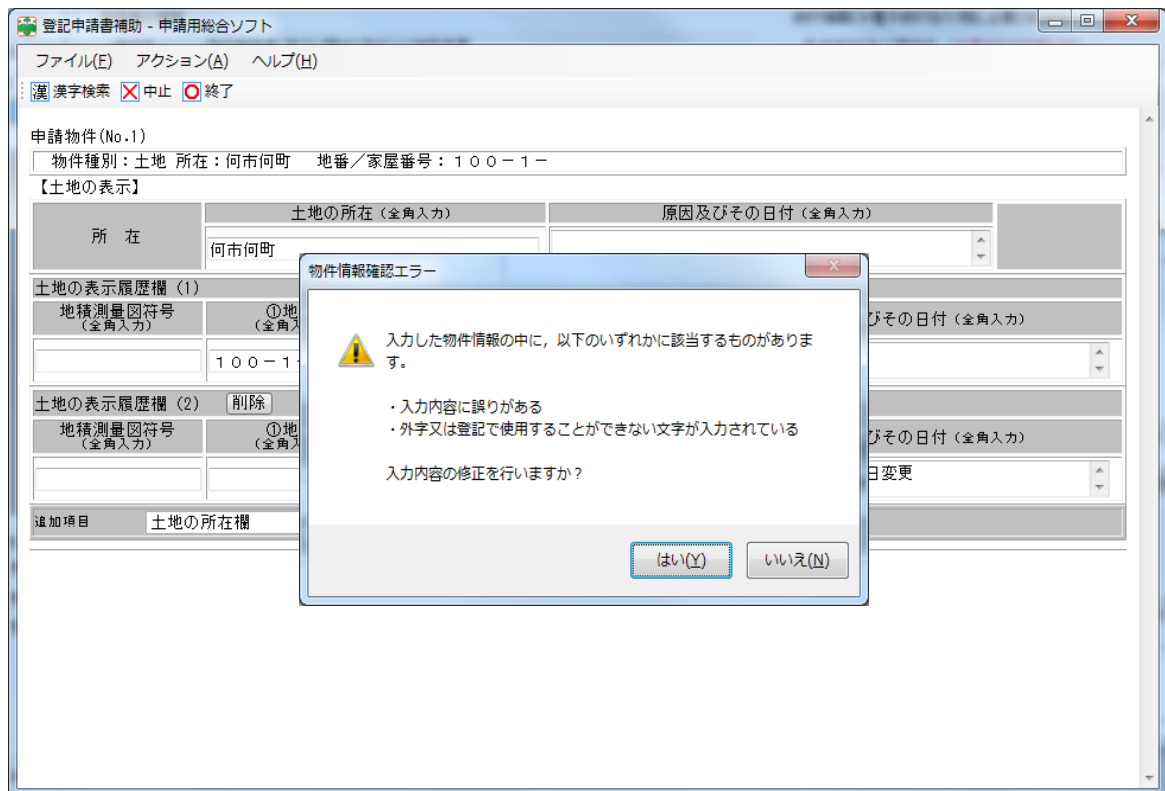 登記申請書補助 - 申請用総合ソフト
ファイル(F) アクション(A) ヘルプ(H)
漢 漢字検索 中止 終了
申請物件(No.1)
物件種別:土地 所在:何市何町 地番/家屋番号:100-1-
【土地の表示】
土地の所在(全角入力) 原因及びその日付(全角入力)
所 在
何市何町
物件情報確認エラー
土地の表示履歴欄 (1)
地積測量図符号 ①地 びその日付(全角入力)
(全角入力) (全角
100-1
入力した物件情報の中に,以下のいずれかに該当するものがありま
す。
土地の表示履歴欄 (2) 削除
・入力内容に誤りがある
・外字又は登記で使用することができない文字が入力されている
地積測量図符号 ①地 びその日付(全角入力)
(全角入力) (全角
日変更
入力内容の修正を行いますか?
追加項目 土地の所在欄
はい(Y) いいえ(N)